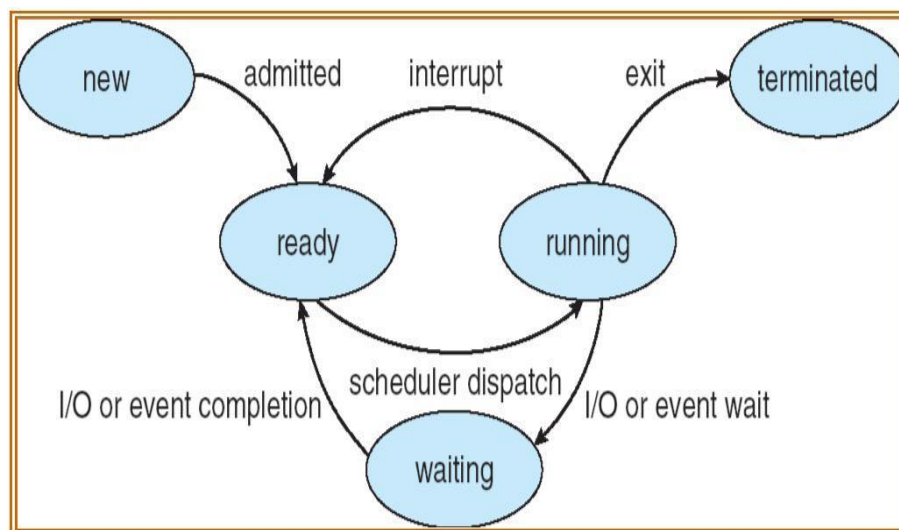 new
admitted
interrupt
exit
terminated
ready
running
scheduler dispatch
I/O or event completion
I/O or event wait
waiting